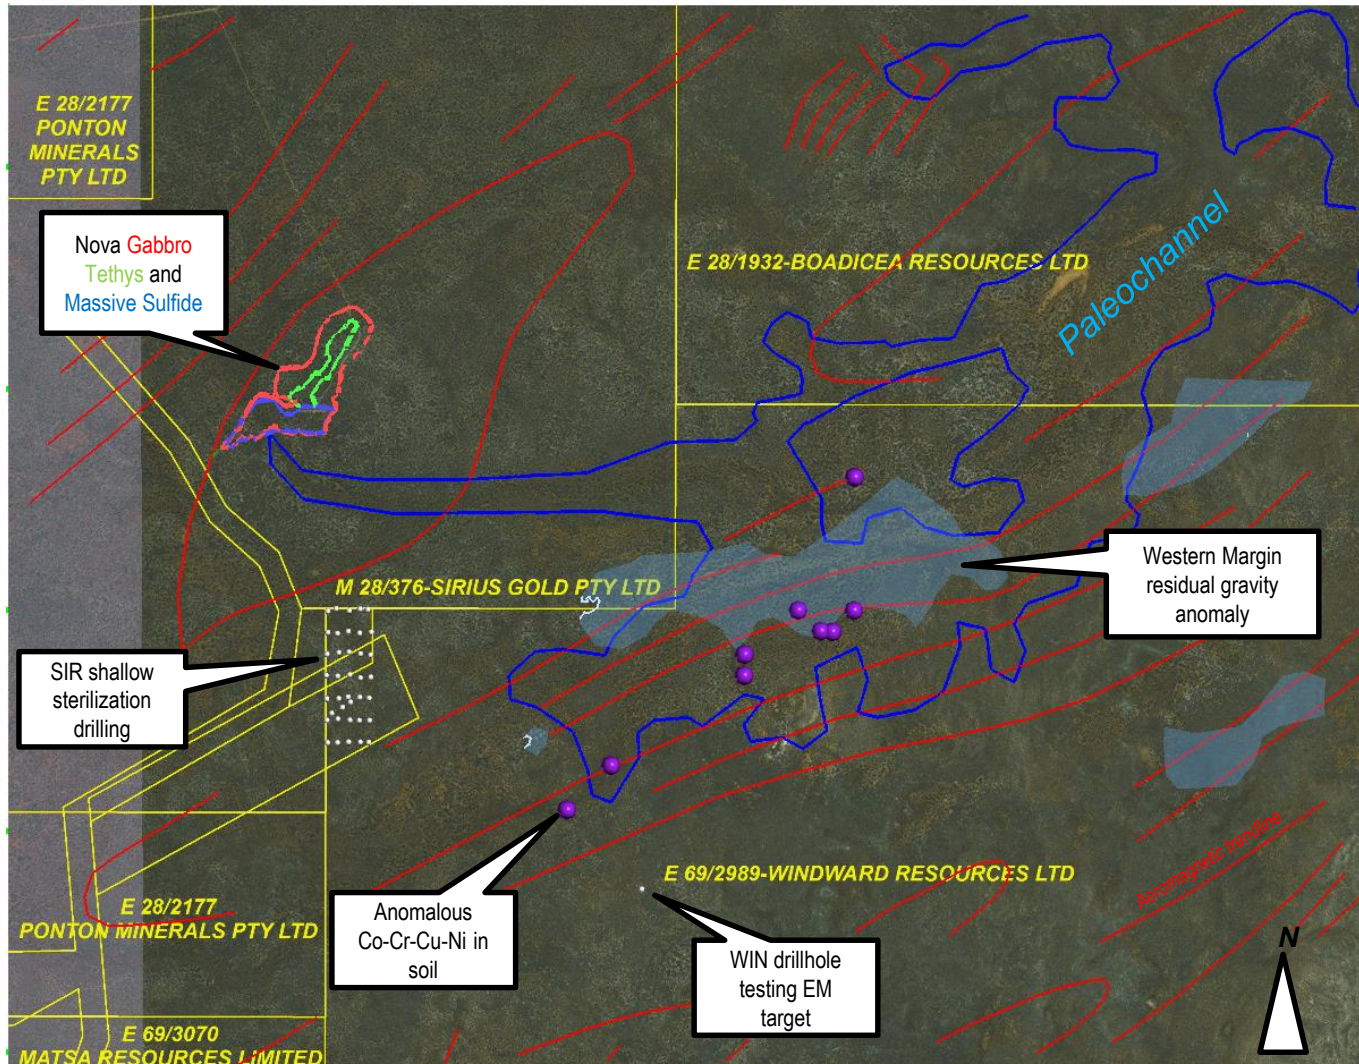 E 28/2177
PONTON
MINERALS
PTY LTD
Nova Gabbro
Tethys and
Massive Sulfide
E 28/1932-BOADICEA RESOURCES LTD
Paleochannel
Western Margin
residual gravity
anomaly
M 28/376-SIRIUS GOLD PTY LTD
SIR shallow
sterilization
drilling
E 69/2989-WINDWARD RESOURCES LTD
Aeromagnetic trendline
Anomalous
Co-Cr-Cu-Ni in
soil
WIN drillhole
testing EM
target
E 28/2177
PONTON MINERALS PTY LTD
N
E 69/3070
MATSA RESOURCES LIMITED